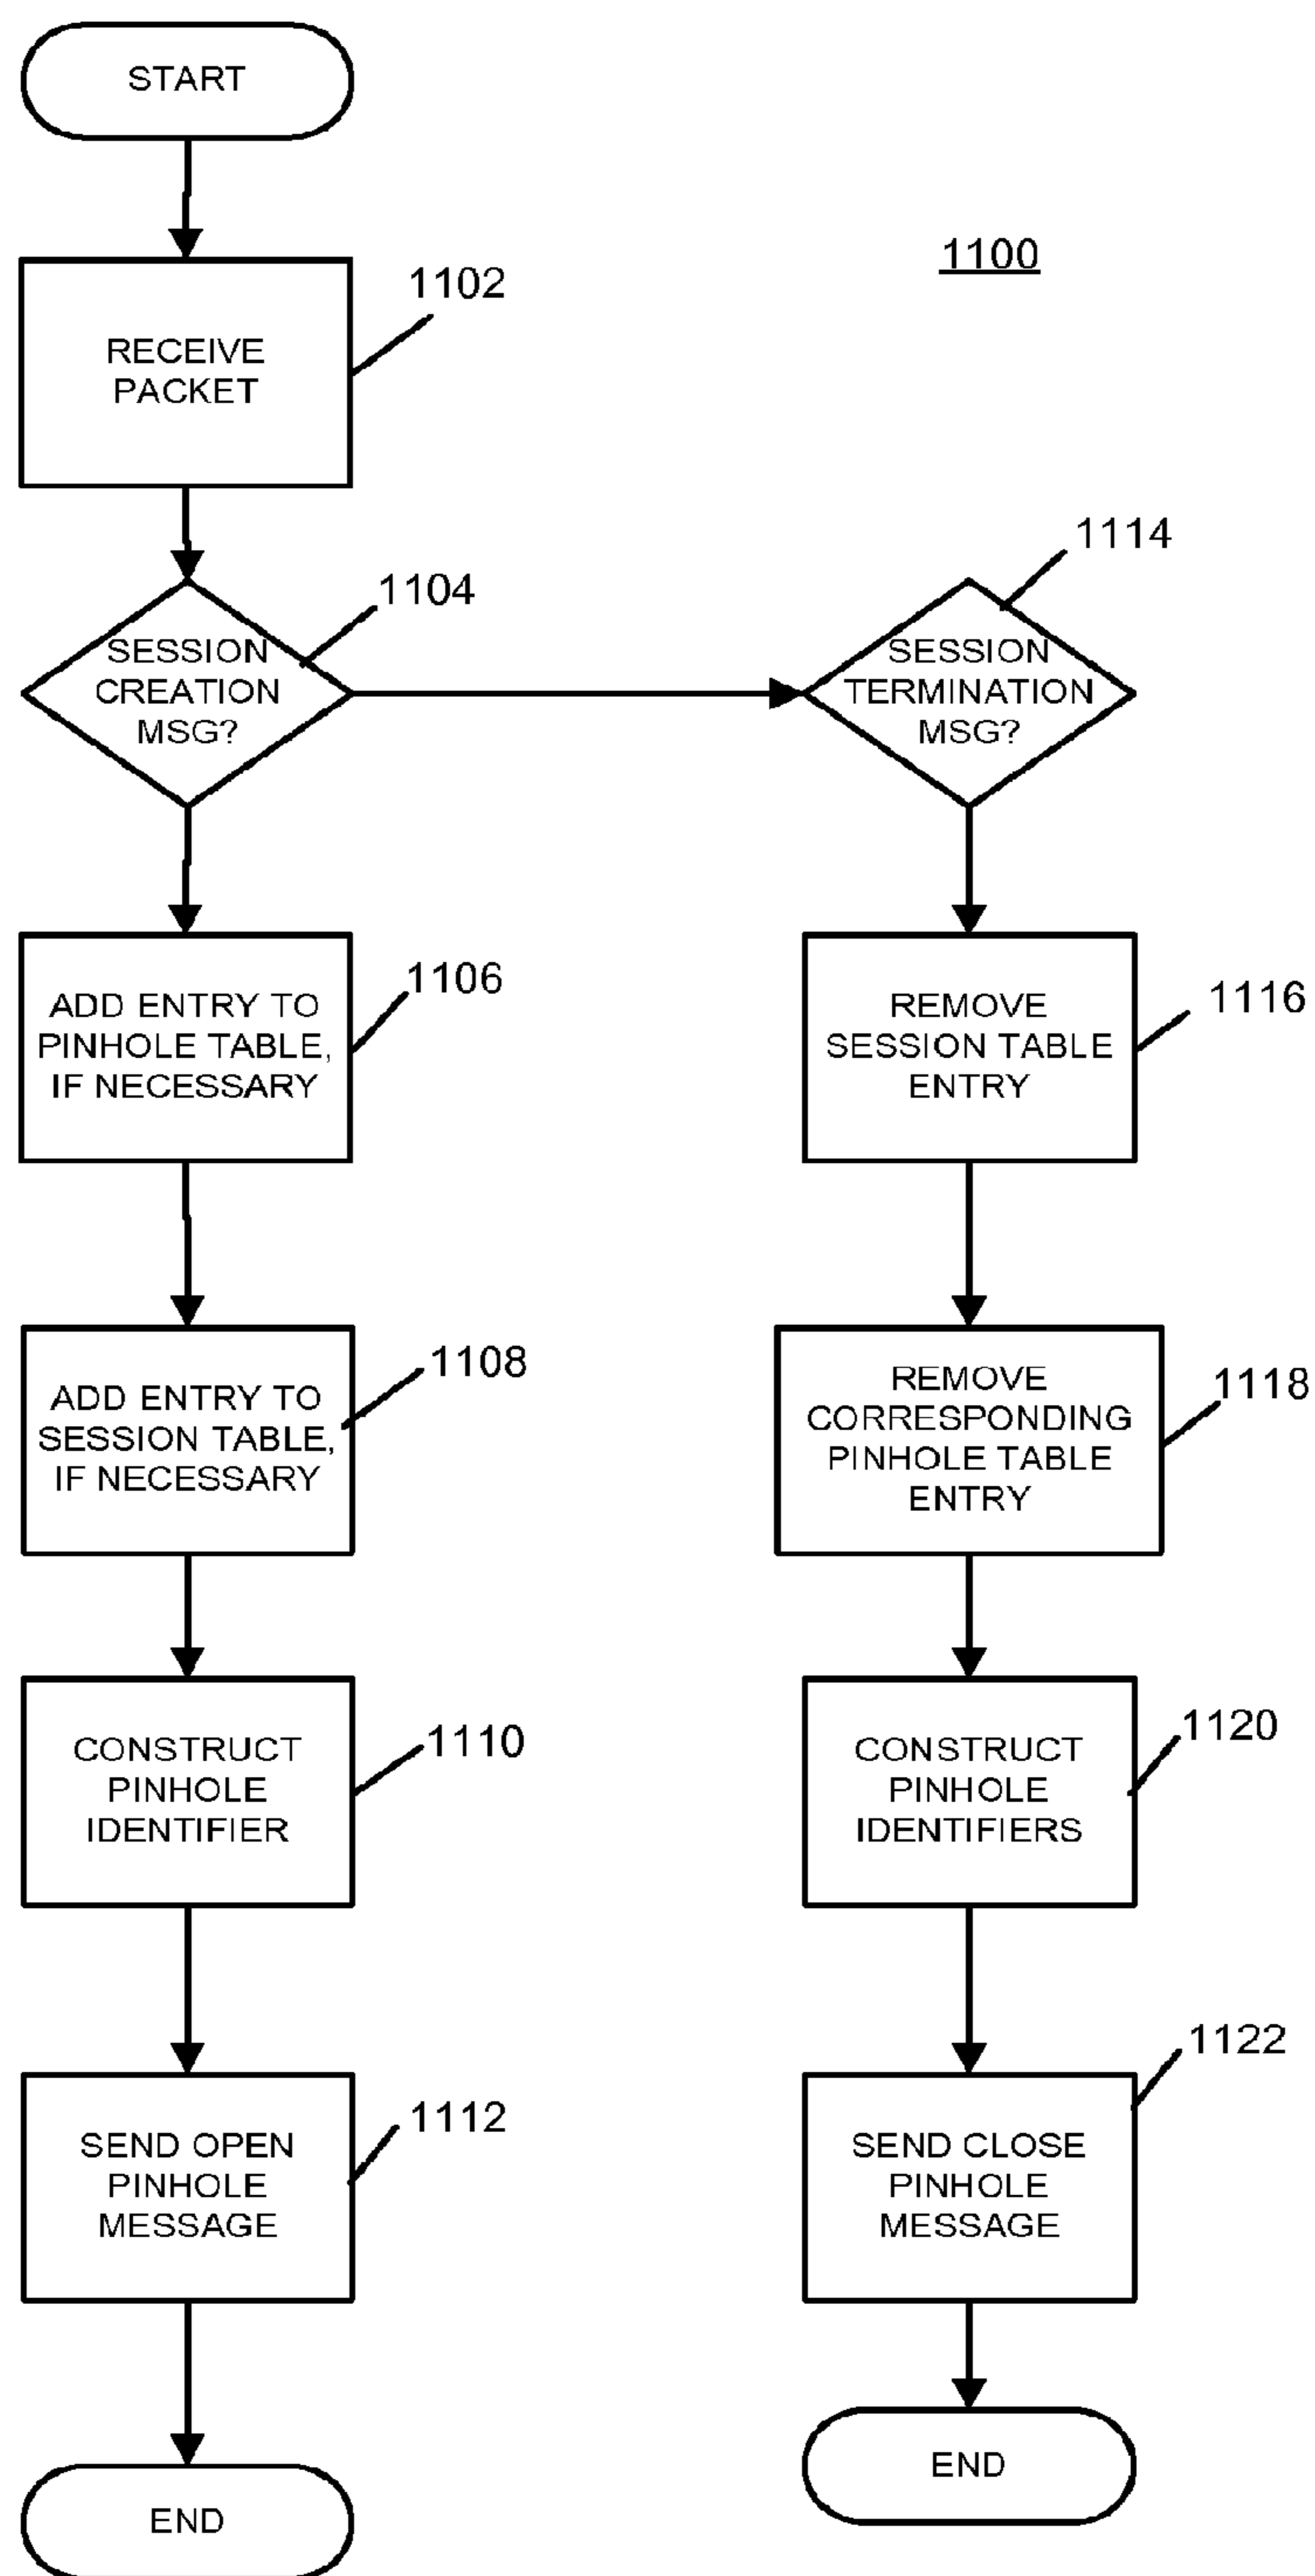 START
1100
1102
RECEIVE
PACKET
1104
SESSION
CREATION
MSG?
1114
SESSION
TERMINATION
MSG?
1106
ADD ENTRY TO
PINHOLE TABLE,
IF NECESSARY
1116
REMOVE
SESSION TABLE
ENTRY
1108
ADD ENTRY TO
SESSION TABLE,
IF NECESSARY
1118
REMOVE
CORRESPONDING
PINHOLE TABLE
ENTRY
1110
CONSTRUCT
PINHOLE
IDENTIFIER
1120
CONSTRUCT
PINHOLE
IDENTIFIERS
1112
SEND OPEN
PINHOLE
MESSAGE
1122
SEND CLOSE
PINHOLE
MESSAGE
END
END